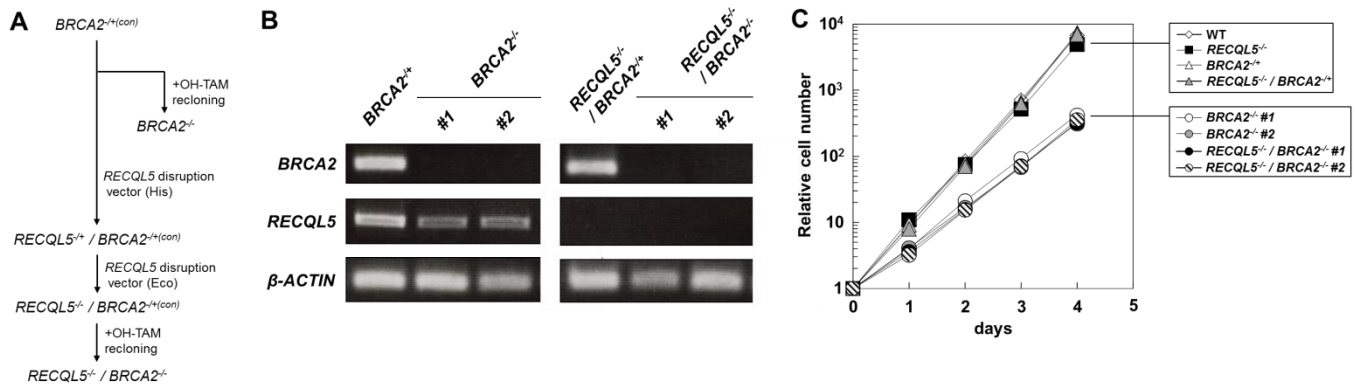 A
BRCA2-/+(con)
+OH-TAM
recloning
BRCA2-/-
RECQL5 disruption
vector (His)
RECQL5-/+ / BRCA2-/+(con)
RECQL5 disruption
vector (Eco)
RECQL5-/- / BRCA2-/+(con)
+OH-TAM
recloning
RECQL5-/- / BRCA2-/-
B
BRCA2-/+
BRCA2-/-
#1
#2
RECQL5-/-
/ BRCA2-/+
RECQL5-/-
/ BRCA2-/-
#1
#2
BRCA2
RECQL5
β-ACTIN
C
Relative cell number
10⁴
10³
10²
10
1
0 1 2 3 4 5
days
WT
RECQL5-/-
BRCA2-/+
RECQL5-/- / BRCA2-/+
BRCA2-/- #1
BRCA2-/- #2
RECQL5-/- / BRCA2-/- #1
RECQL5-/- / BRCA2-/- #2